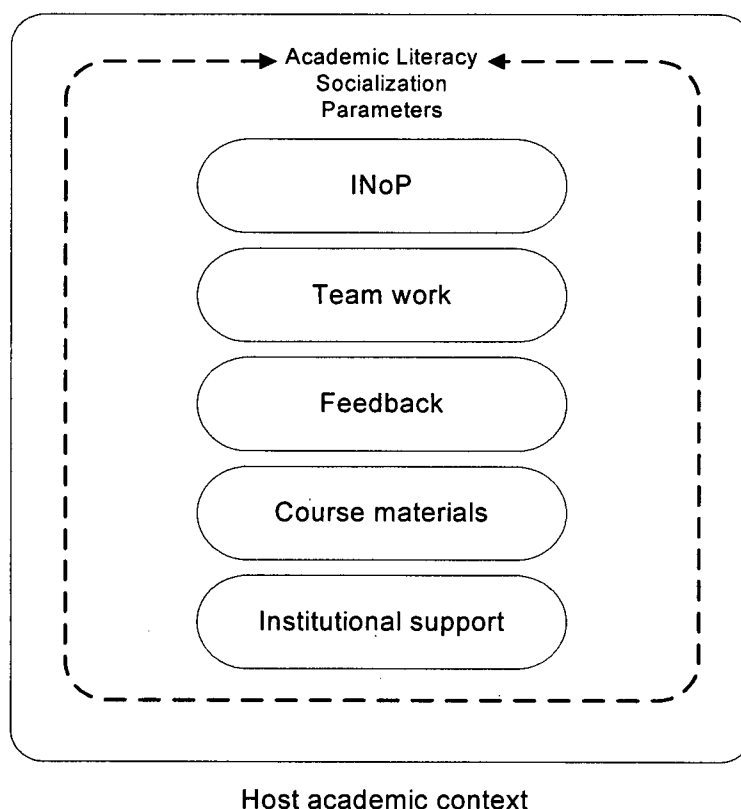 Academic Literacy
Socialization
Parameters
INoP
Team work
Feedback
Course materials
Institutional support
Host academic context